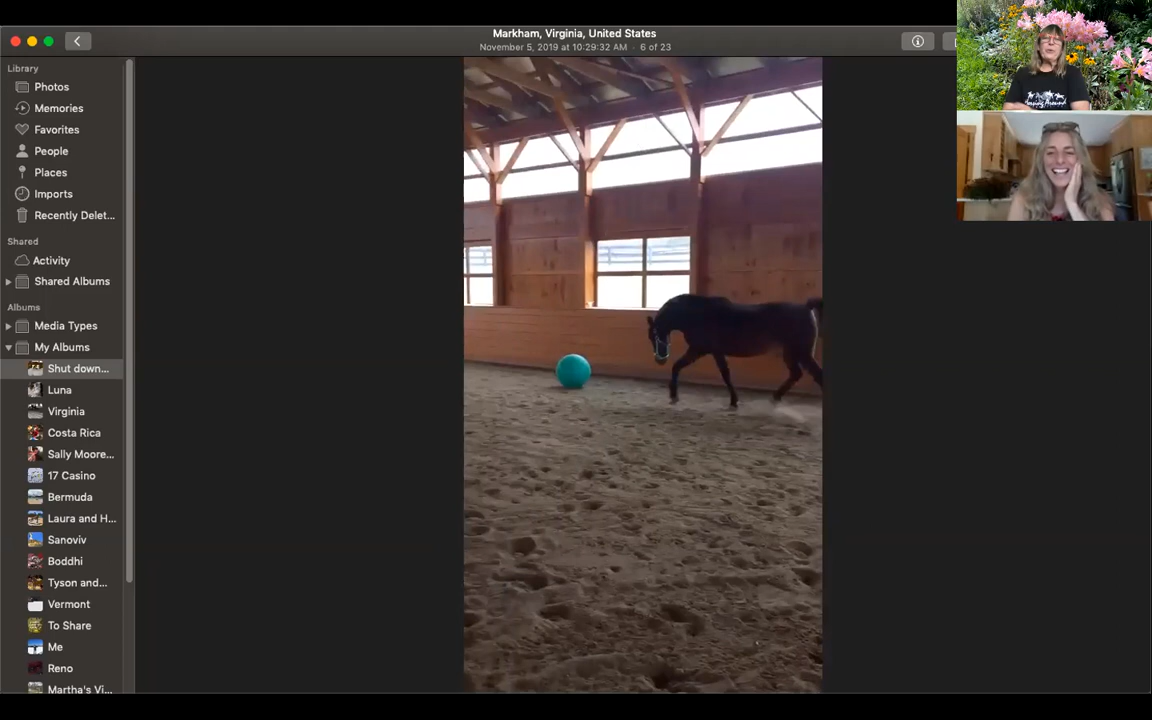 Markham, Virginia, United States
November 5, 2019 at 10:29:32 AM - 6 of 23
Library
Photos
Memories
Favorites
People
Places
Imports
Recently Delet...
Shared
Activity
Shared Albums
Albums
Media Types
My Albums
Shut down...
Luna
Virginia
Costa Rica
Sally Moore...
17 Casino
Bermuda
Laura and H...
Sanoviv
Boddhi
Tyson and...
Vermont
To Share
Me
Reno
Martha's Vi...